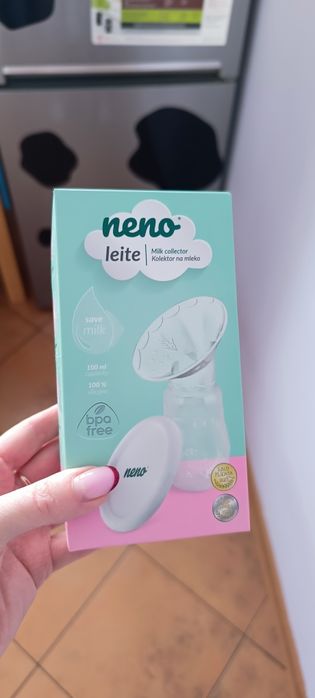 neno
leite
Milk collector
Kolektor na mleko
save
milk
100 ml
100 %
bpa
free
neno